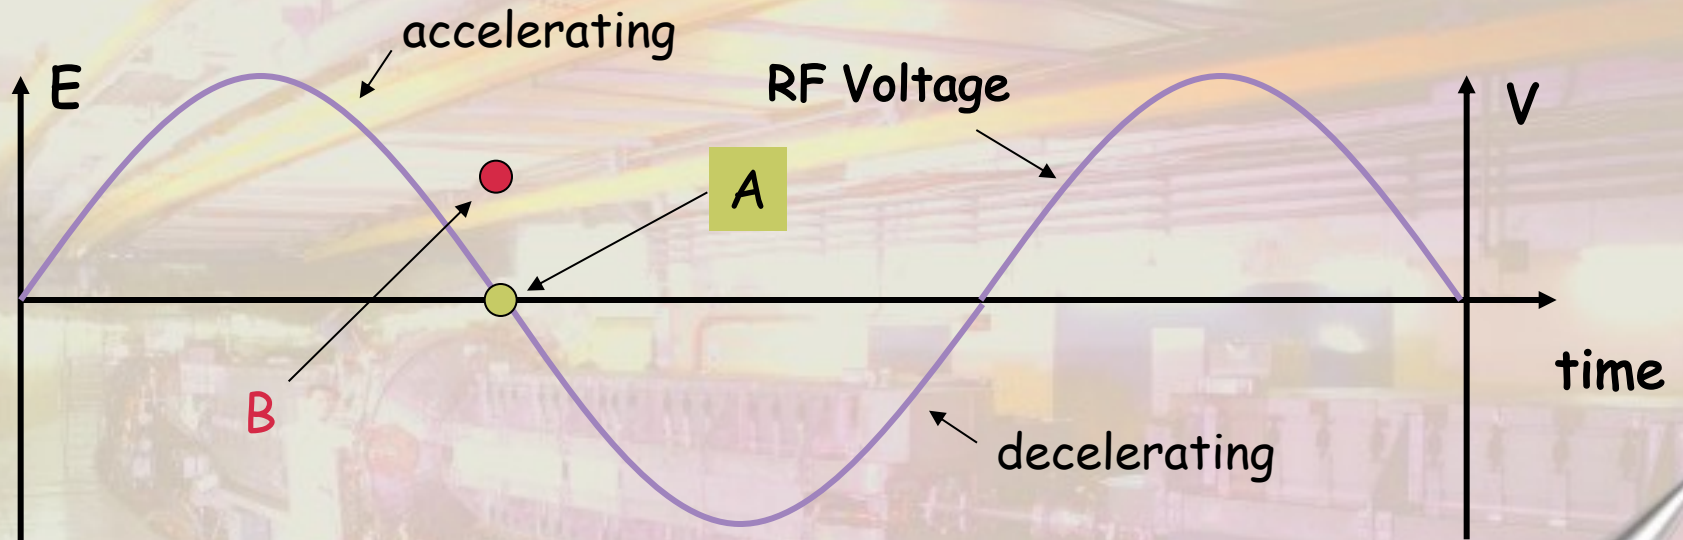 accelerating
E
RF Voltage
V
A
time
B
decelerating